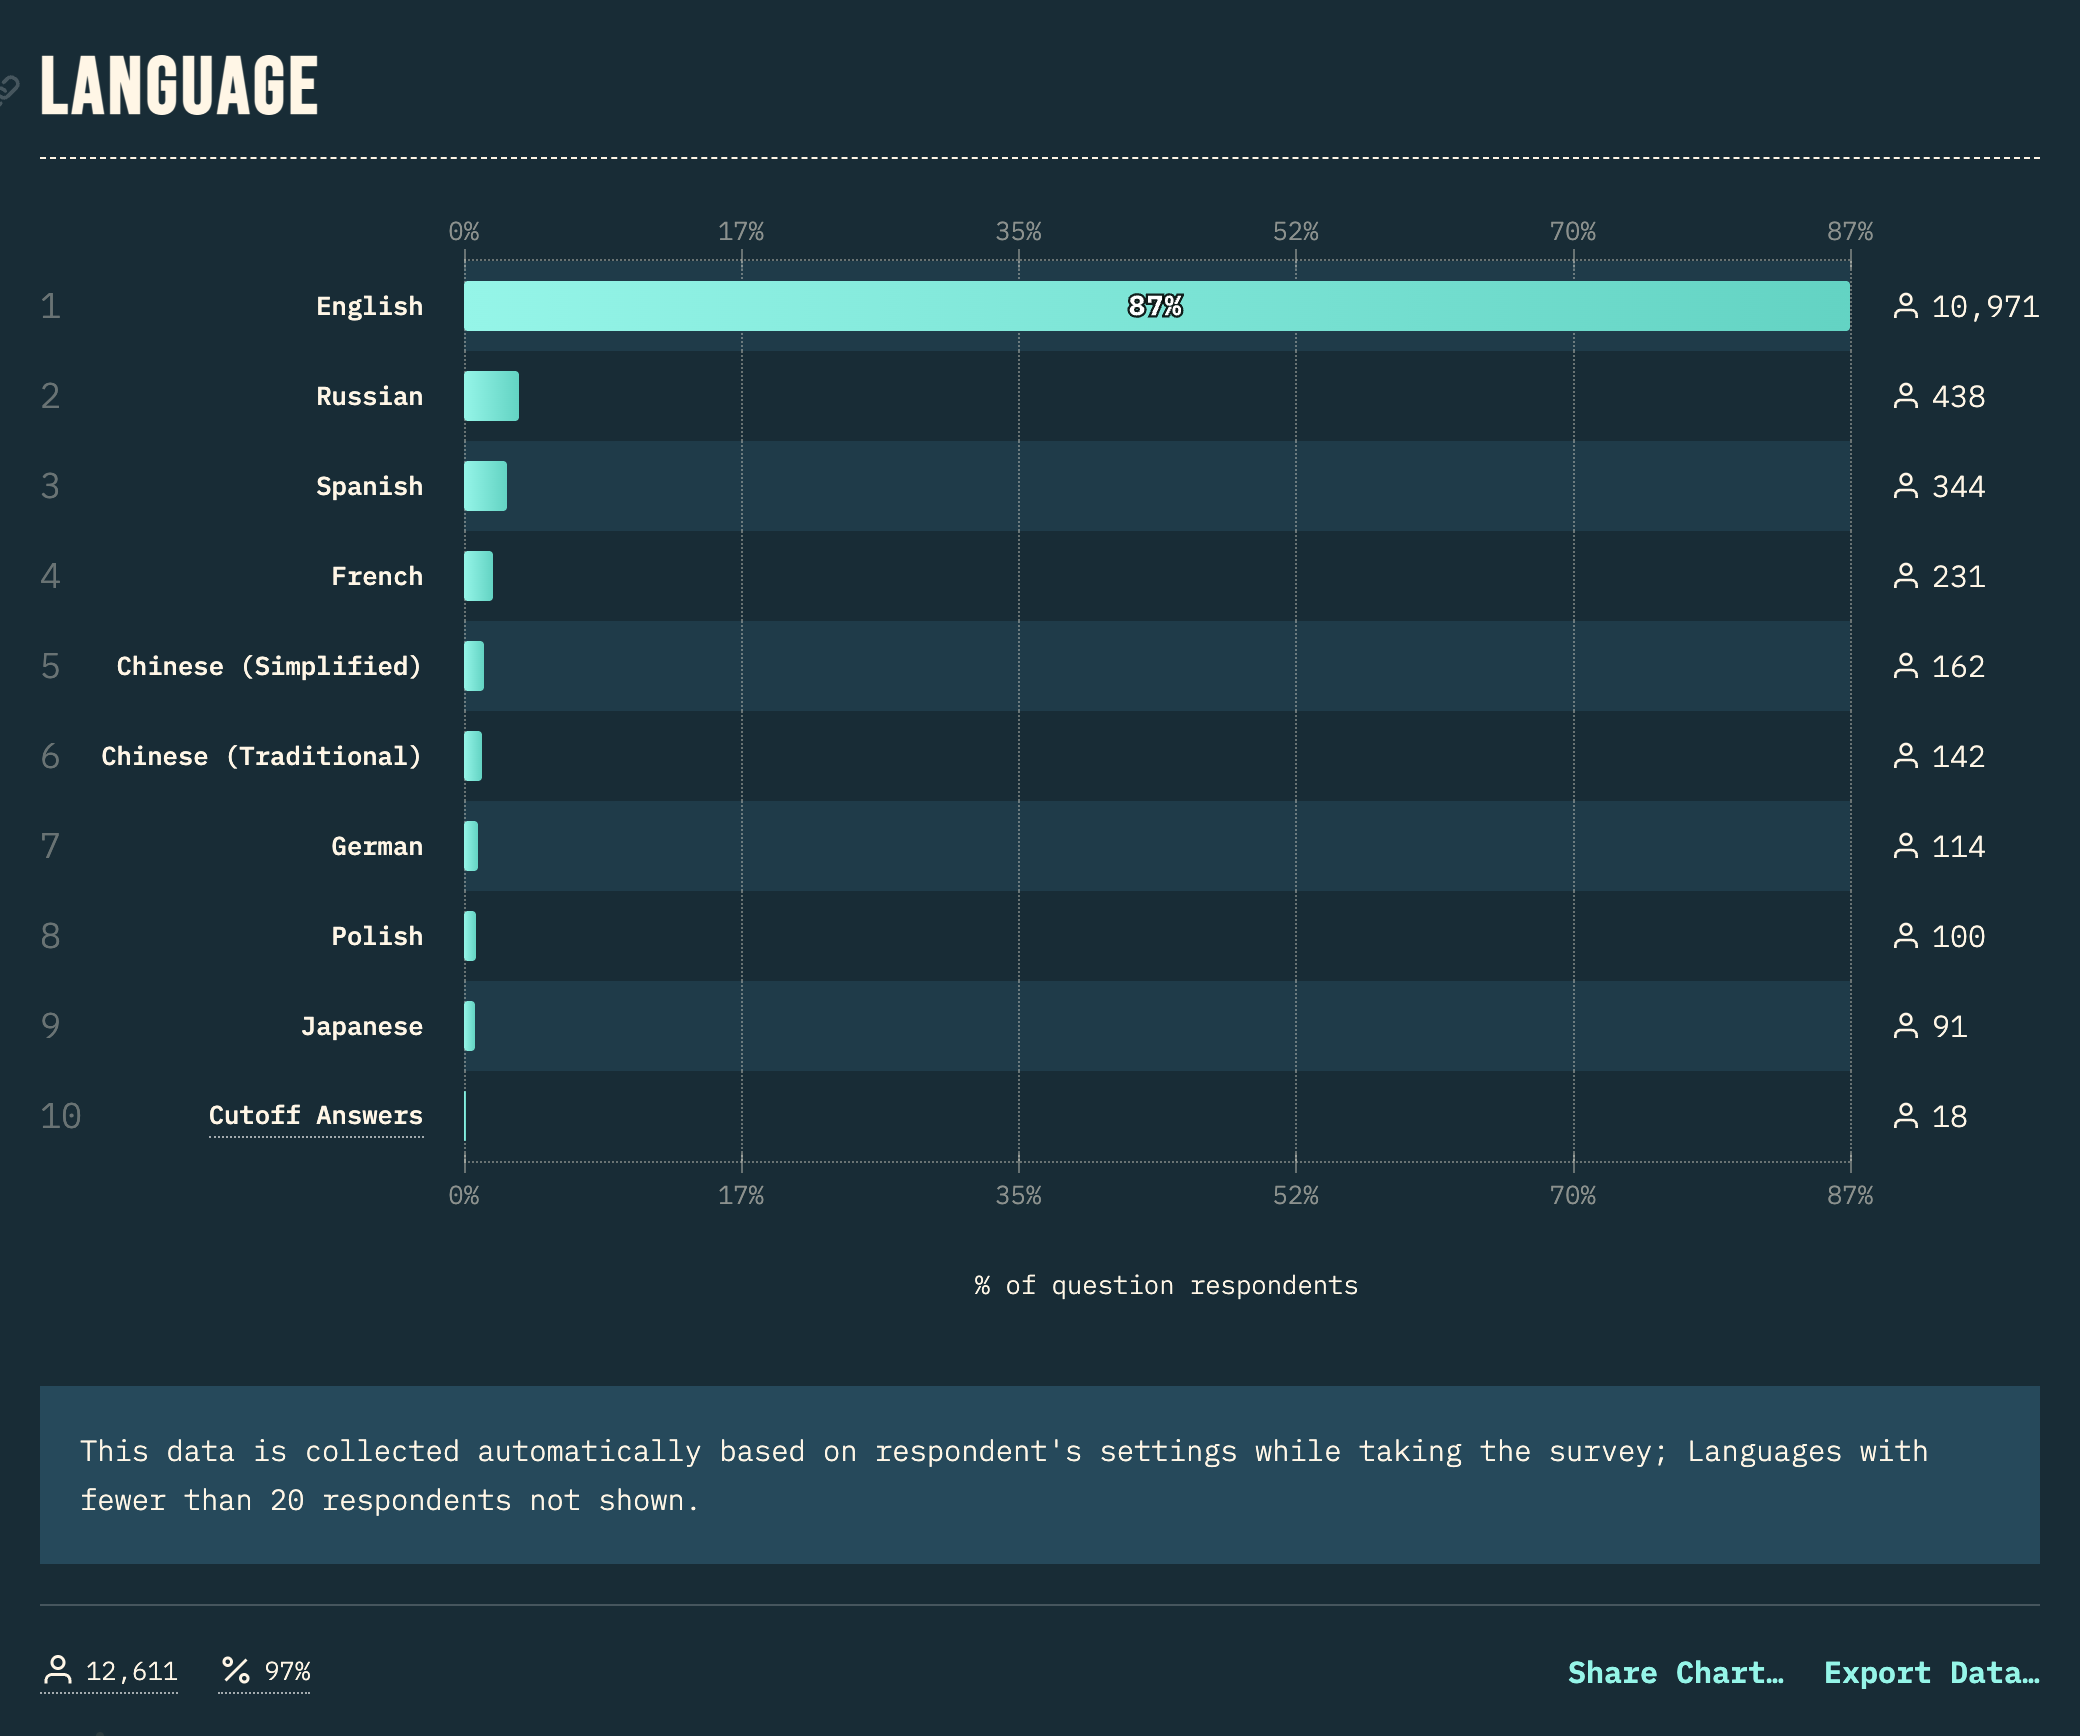 LANGUAGE
0% 17% 35% 52% 70% 87%
1 English 87% 10,971
2 Russian 438
3 Spanish 344
4 French 231
5 Chinese (Simplified) 162
6 Chinese (Traditional) 142
7 German 114
8 Polish 100
9 Japanese 91
10 Cutoff Answers 18
0% 17% 35% 52% 70% 87%
% of question respondents
This data is collected automatically based on respondent's settings while taking the survey; Languages with
fewer than 20 respondents not shown.
12,611 % 97% Share Chart… Export Data…